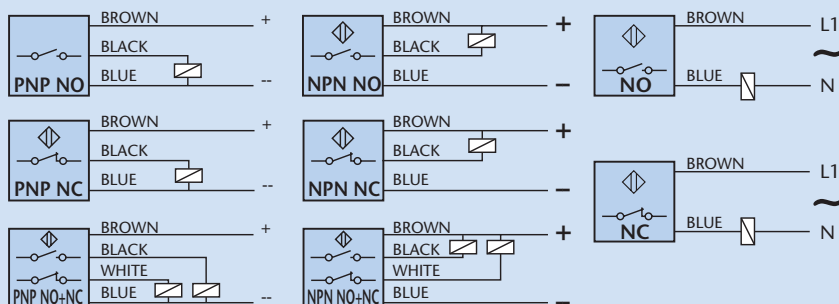 BROWN +
BLACK
PNP NO BLUE --
BROWN +
BLACK
NPN NO BLUE –
BROWN L1
~
NO BLUE N
BROWN +
BLACK
PNP NC BLUE --
BROWN +
BLACK
NPN NC BLUE –
BROWN L1
~
NC BLUE N
BROWN +
BLACK
WHITE
PNP NO+NC BLUE --
BROWN +
BLACK
WHITE
NPN NO+NC BLUE –